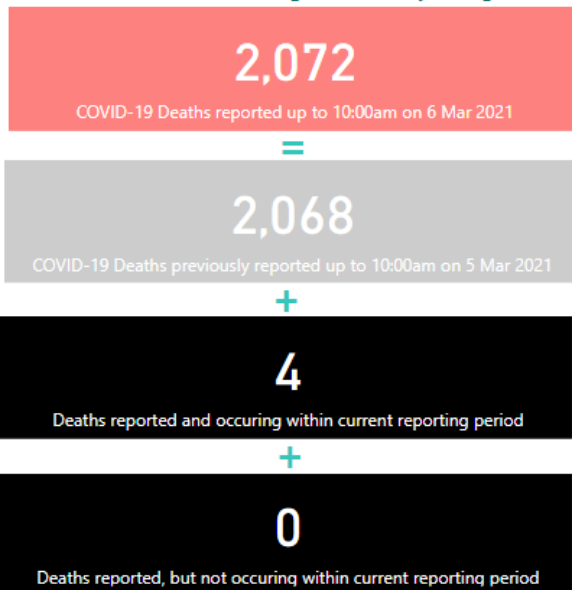 2,072
COVID-19 Deaths reported up to 10:00am on 6 Mar 2021
=
2,068
COVID-19 Deaths previously reported up to 10:00am on 5 Mar 2021
+
4
Deaths reported and occuring within current reporting period
+
0
Deaths reported, but not occuring within current reporting period